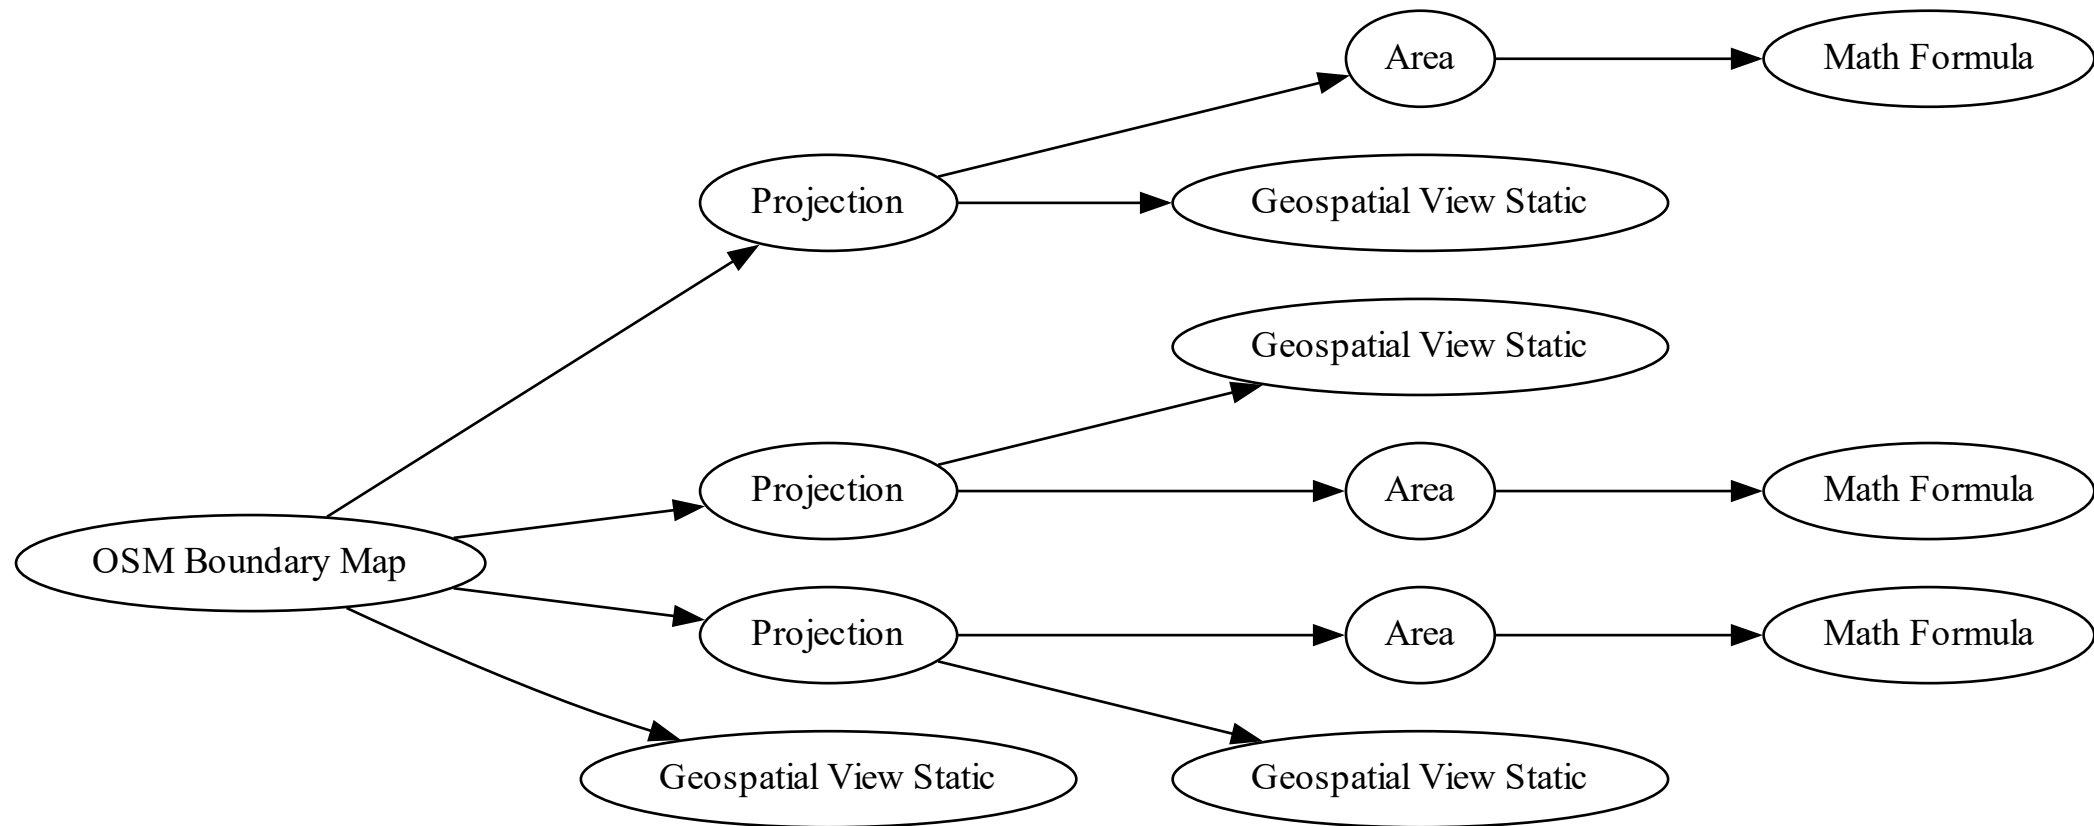 Area
Math Formula
Projection
Geospatial View Static
Geospatial View Static
Projection
Area
Math Formula
OSM Boundary Map
Projection
Area
Math Formula
Geospatial View Static
Geospatial View Static